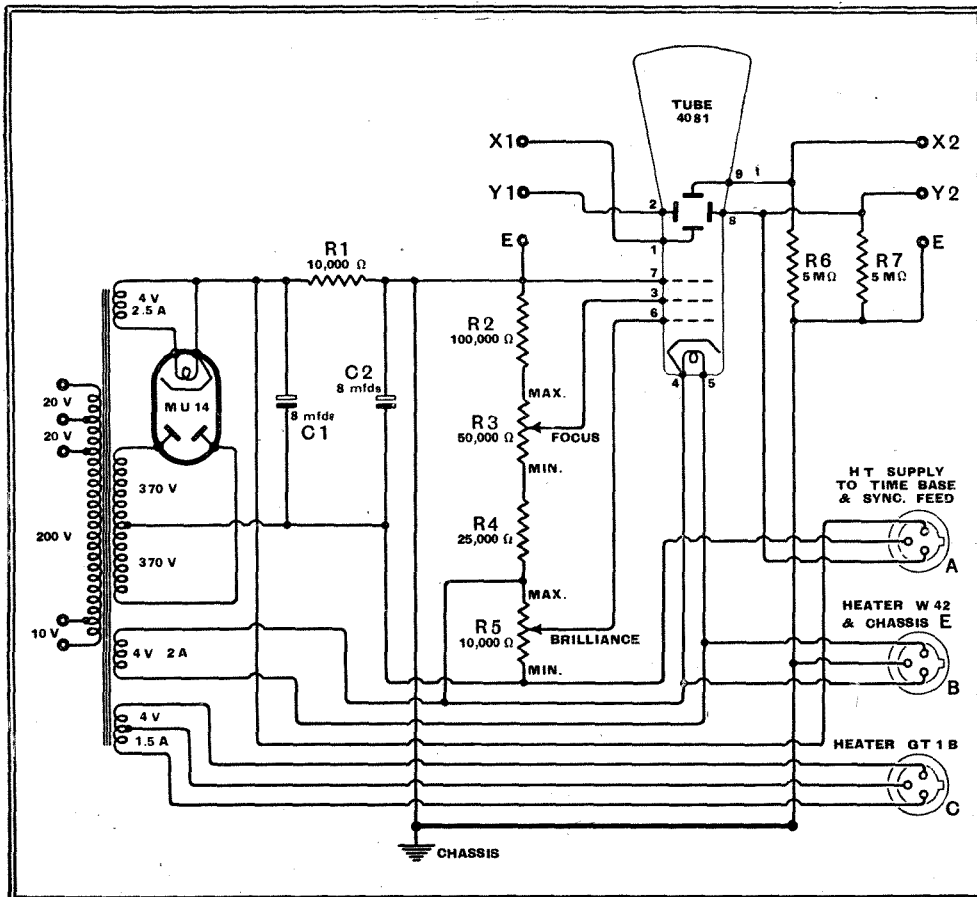 TUBE
4081
X1
X2
9 1
Y1
2
8
Y2
1
E
E
R1
10,000 Ω
7
3
6
R6
5 MΩ
R7
5 MΩ
4 V
2.5 A
R2
100,000 Ω
MU14
C2
8 mfds
8 mfds
C1
4 5
MAX.
R3
50,000 Ω
FOCUS
MIN.
20 V
20 V
370 V
200 V
370 V
10 V
R4
25,000 Ω
MAX.
R5
10,000 Ω
BRILLIANCE
MIN.
HT SUPPLY
TO TIME BASE
& SYNC. FEED
A
HEATER W 42
& CHASSIS E
B
4 V 2 A
4 V
1.5 A
HEATER GT 1 B
C
CHASSIS